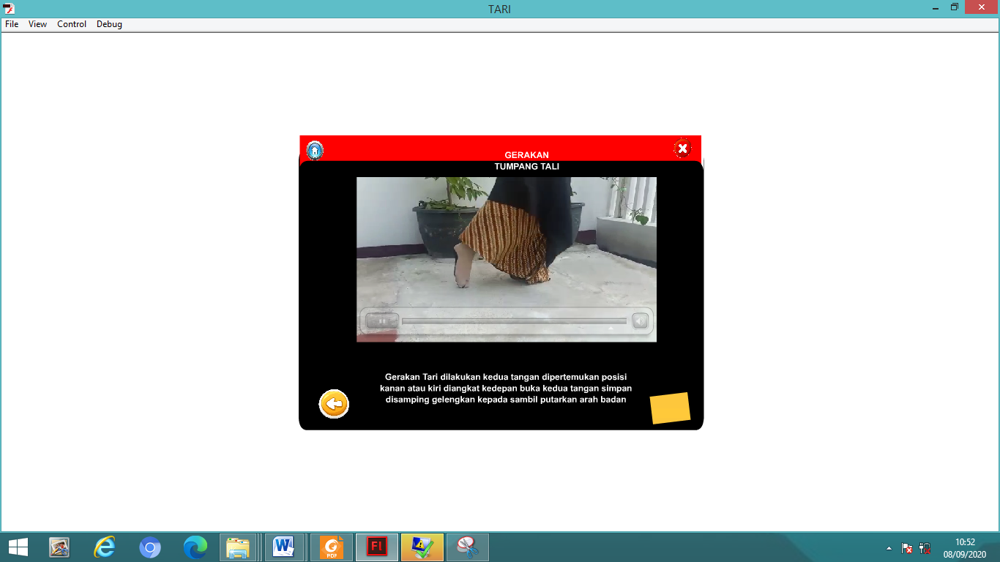 TARI
File View Control Debug
GERAKAN
TUMPANG TALI
Gerakan Tari dilakukan kedua tangan dipertemukan posisi
kanan atau kiri diangkat kedepan buka kedua tangan simpan
disamping gelengkan kepada sambil putarkan arah badan
PDF
Fl
10:52
08/09/2020